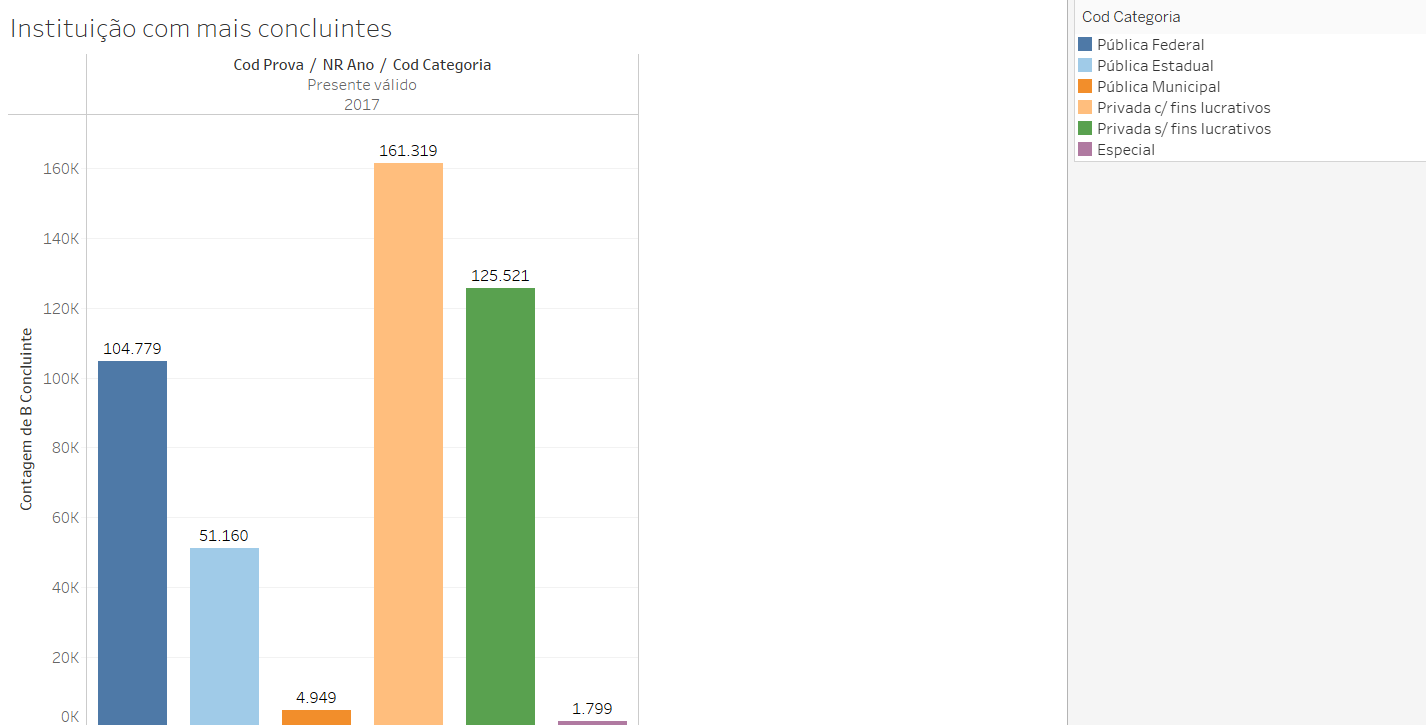 Instituição com mais concluintes
Cod Prova / NR Ano / Cod Categoria
Presente válido
2017
Contagem de B Concluinte
160K
140K
120K
100K
80K
60K
40K
20K
0K
104.779
51.160
4.949
161.319
125.521
1.799
Cod Categoria
Pública Federal
Pública Estadual
Pública Municipal
Privada c/ fins lucrativos
Privada s/ fins lucrativos
Especial